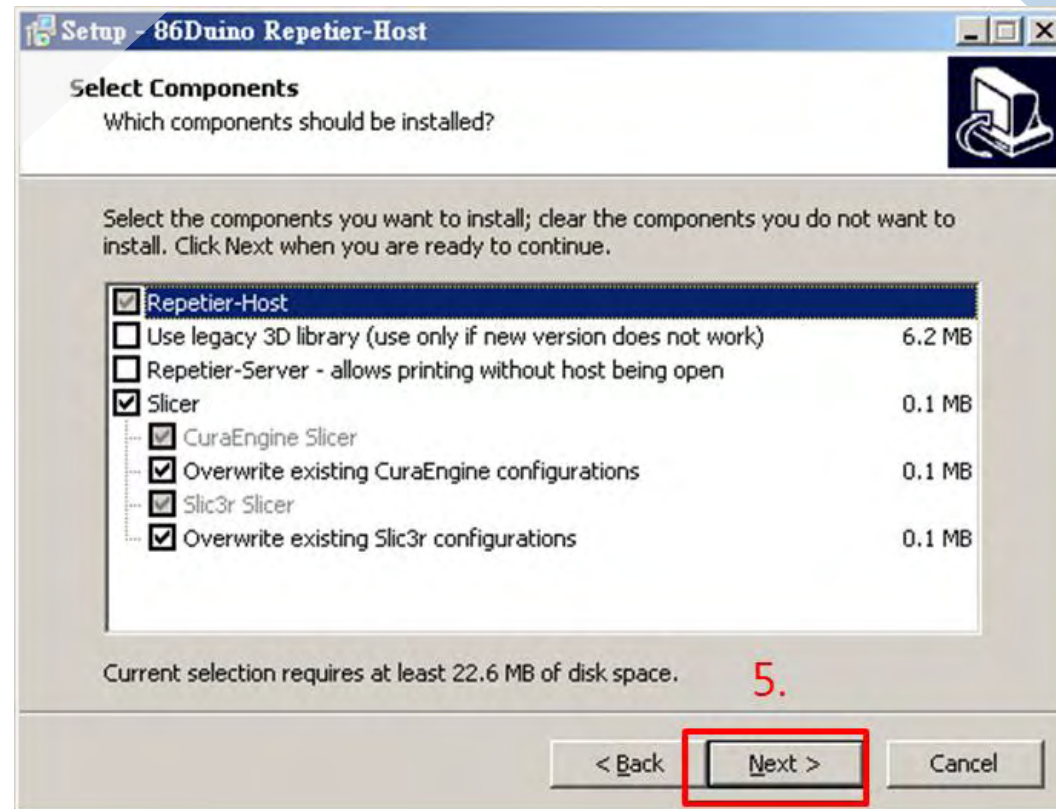 Setup - 86Duino Repetier-Host
Select Components
Which components should be installed?
Select the components you want to install; clear the components you do not want to
install. Click Next when you are ready to continue.
Repetier-Host
Use legacy 3D library (use only if new version does not work) 6.2 MB
Repetier-Server - allows printing without host being open
Slicer 0.1 MB
CuraEngine Slicer
Overwrite existing CuraEngine configurations 0.1 MB
Slic3r Slicer
Overwrite existing Slic3r configurations 0.1 MB
Current selection requires at least 22.6 MB of disk space.
5.
< Back Next > Cancel